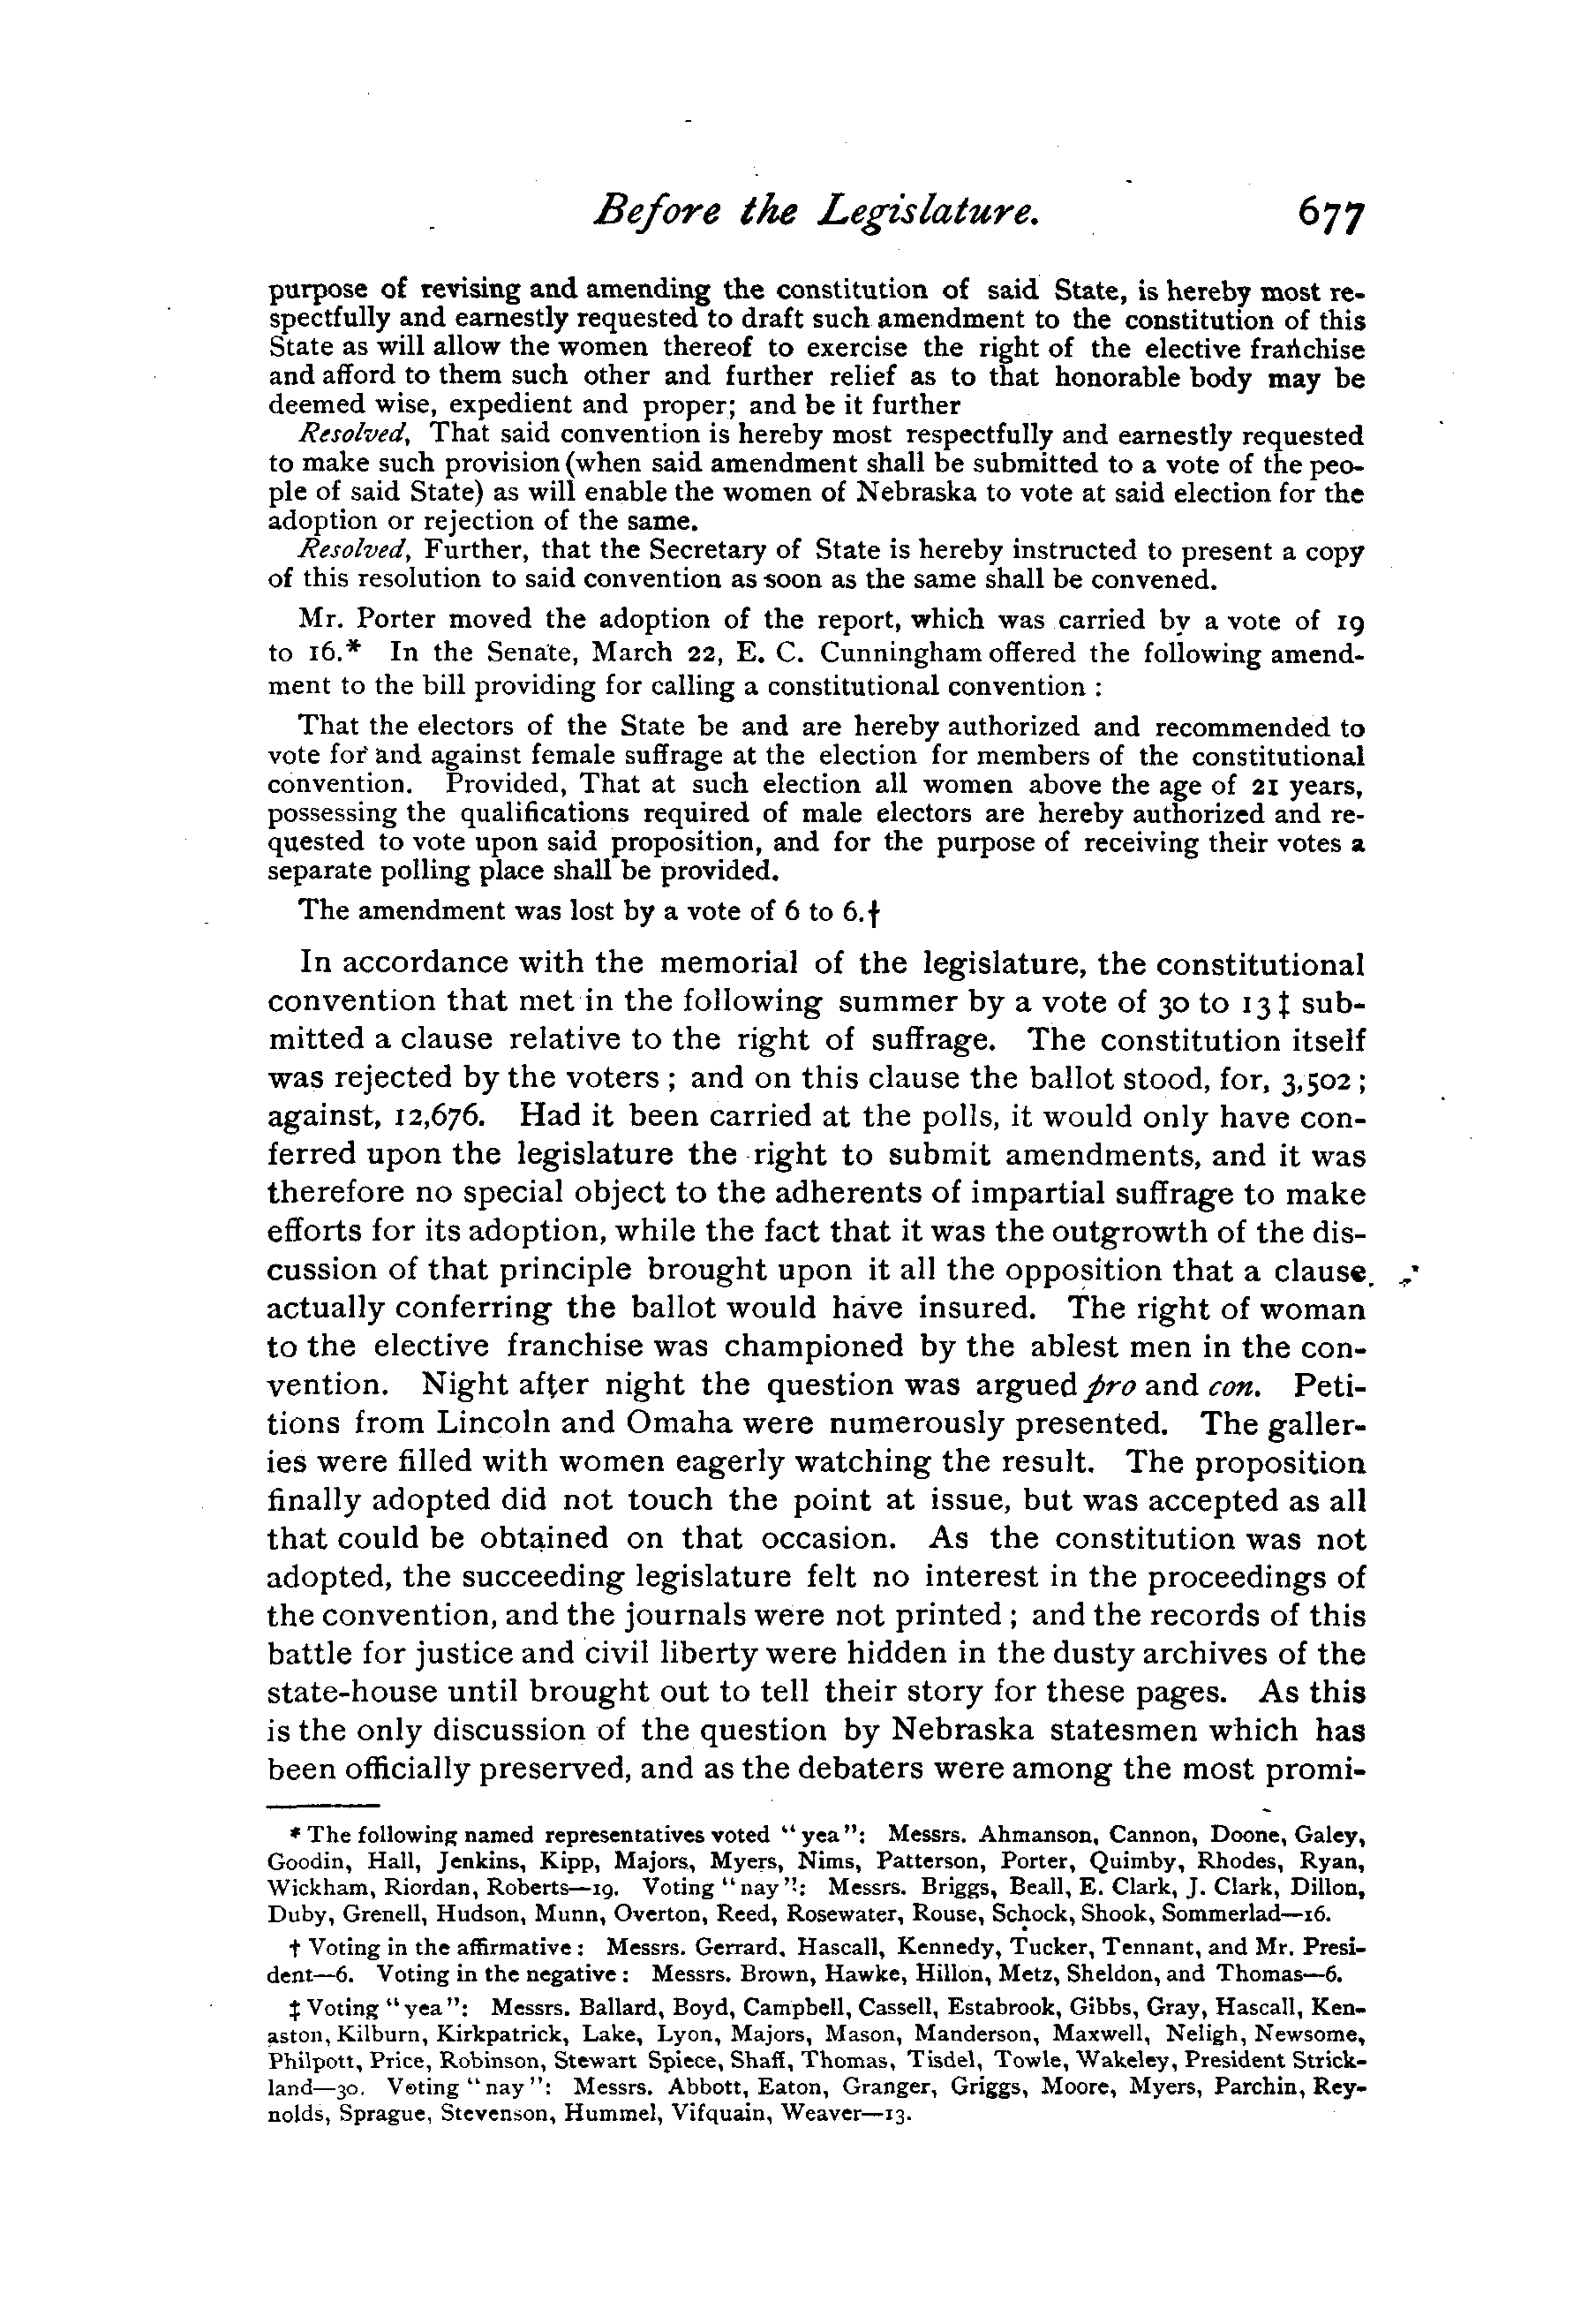 Before the Legislature. 677
purpose of revising and amending the constitution of said State, is hereby most re-
spectfully and earnestly requested to draft such amendment to the constitution of this
State as will allow the women thereof to exercise the right of the elective franchise
and afford to them such other and further relief as to that honorable body may be
deemed wise, expedient and proper; and be it further
Resolved, That said convention is hereby most respectfully and earnestly requested
to make such provision (when said amendment shall be submitted to a vote of the peo-
ple of said State) as will enable the women of Nebraska to vote at said election for the
adoption or rejection of the same.
Resolved, Further, that the Secretary of State is hereby instructed to present a copy
of this resolution to said convention as soon as the same shall be convened.
Mr. Porter moved the adoption of the report, which was carried by a vote of 19
to 16.* In the Senate, March 22, E. C. Cunningham offered the following amend-
ment to the bill providing for calling a constitutional convention :
That the electors of the State be and are hereby authorized and recommended to
vote for and against female suffrage at the election for members of the constitutional
convention. Provided, That at such election all women above the age of 21 years,
possessing the qualifications required of male electors are hereby authorized and re-
quested to vote upon said proposition, and for the purpose of receiving their votes a
separate polling place shall be provided.
The amendment was lost by a vote of 6 to 6.†
In accordance with the memorial of the legislature, the constitutional
convention that met in the following summer by a vote of 30 to 13‡ sub-
mitted a clause relative to the right of suffrage. The constitution itself
was rejected by the voters ; and on this clause the ballot stood, for, 3,502 ;
against, 12,676. Had it been carried at the polls, it would only have con-
ferred upon the legislature the right to submit amendments, and it was
therefore no special object to the adherents of impartial suffrage to make
efforts for its adoption, while the fact that it was the outgrowth of the dis-
cussion of that principle brought upon it all the opposition that a clause
actually conferring the ballot would have insured. The right of woman
to the elective franchise was championed by the ablest men in the con-
vention. Night after night the question was argued pro and con. Peti-
tions from Lincoln and Omaha were numerously presented. The galler-
ies were filled with women eagerly watching the result. The proposition
finally adopted did not touch the point at issue, but was accepted as all
that could be obtained on that occasion. As the constitution was not
adopted, the succeeding legislature felt no interest in the proceedings of
the convention, and the journals were not printed ; and the records of this
battle for justice and civil liberty were hidden in the dusty archives of the
state-house until brought out to tell their story for these pages. As this
is the only discussion of the question by Nebraska statesmen which has
been officially preserved, and as the debaters were among the most promi-
* The following named representatives voted "yea": Messrs. Ahmanson, Cannon, Doone, Galey,
Goodin, Hall, Jenkins, Kipp, Majors, Myers, Nims, Patterson, Porter, Quimby, Rhodes, Ryan,
Wickham, Riordan, Roberts—19. Voting "nay": Messrs. Briggs, Beall, E. Clark, J. Clark, Dillon,
Duby, Grenell, Hudson, Munn, Overton, Reed, Rosewater, Rouse, Schock, Shook, Sommerlad—16.
† Voting in the affirmative : Messrs. Gerrard, Hascall, Kennedy, Tucker, Tennant, and Mr. Presi-
dent—6. Voting in the negative : Messrs. Brown, Hawke, Hillon, Metz, Sheldon, and Thomas—6.
‡ Voting "yea": Messrs. Ballard, Boyd, Campbell, Cassell, Estabrook, Gibbs, Gray, Hascall, Ken-
aston, Kilburn, Kirkpatrick, Lake, Lyon, Majors, Mason, Manderson, Maxwell, Neligh, Newsome,
Philpott, Price, Robinson, Stewart Spiece, Shaff, Thomas, Tisdel, Towle, Wakeley, President Strick-
land—30. Voting "nay": Messrs. Abbott, Eaton, Granger, Griggs, Moore, Myers, Parchin, Rey-
nolds, Sprague, Stevenson, Hummel, Vifquain, Weaver—13.